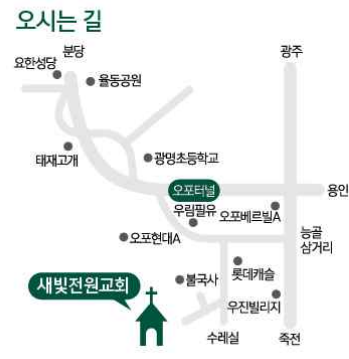 오시는 길
분당
광주
요한성당
율동공원
태재고개
광명초등학교
오포터널
용인
우림필유
오포베르빌A
오포현대A
능골
삼거리
불국사
롯데캐슬
새빛전원교회
우진빌리지
수레실
죽전